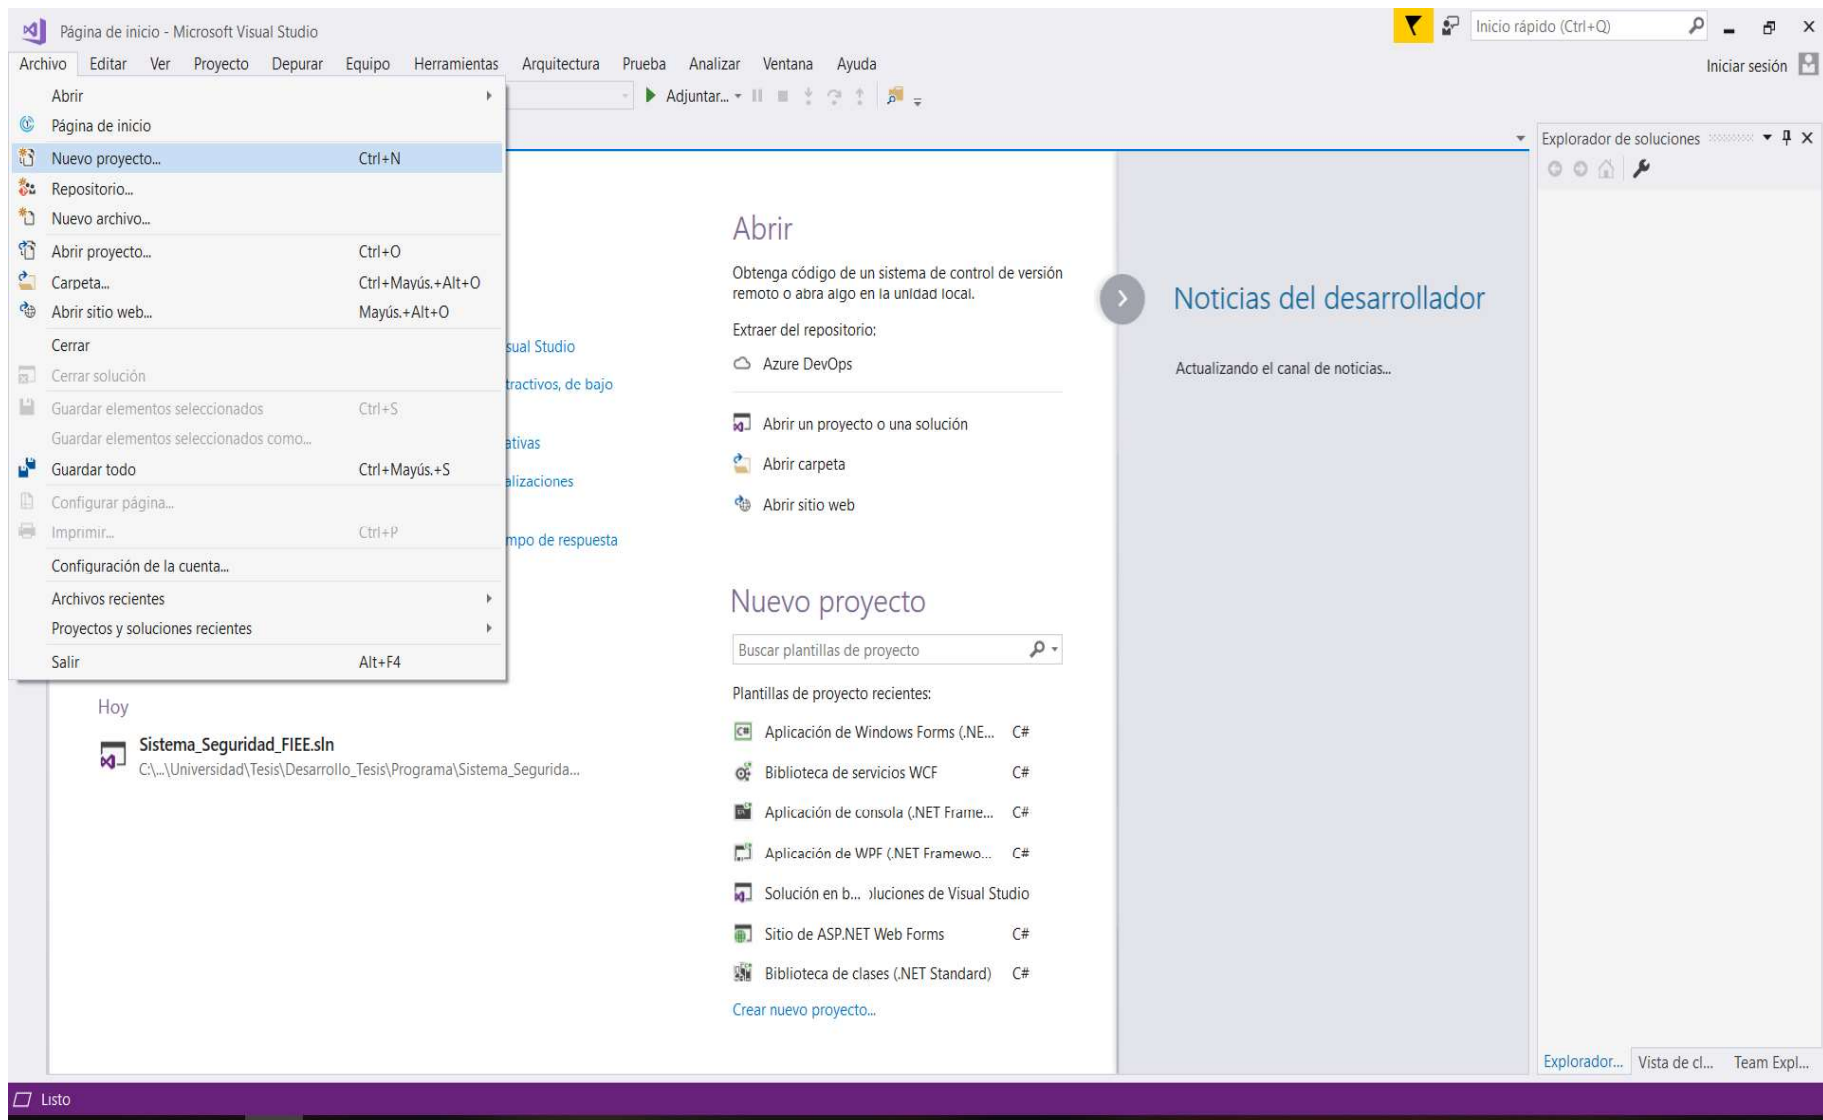 Página de inicio - Microsoft Visual Studio
Inicio rápido (Ctrl+Q)
Archivo Editar Ver Proyecto Depurar Equipo Herramientas Arquitectura Prueba Analizar Ventana Ayuda
Iniciar sesión
Adjuntar...
Abrir
Página de inicio
Nuevo proyecto... Ctrl+N
Repositorio...
Nuevo archivo...
Abrir proyecto... Ctrl+O
Carpeta... Ctrl+Mayús.+Alt+O
Abrir sitio web... Mayús.+Alt+O
Cerrar
Cerrar solución
Guardar elementos seleccionados Ctrl+S
Guardar elementos seleccionados como...
Guardar todo Ctrl+Mayús.+S
Configurar página...
Imprimir... Ctrl+P
Configuración de la cuenta...
Archivos recientes
Proyectos y soluciones recientes
Salir Alt+F4
sual Studio
tractivos, de bajo
ativas
alizaciones
mpo de respuesta
Hoy
Sistema_Seguridad_FIEE.sln
C:\...\Universidad\Tesis\Desarrollo_Tesis\Programa\Sistema_Segurida...
Abrir
Obtenga código de un sistema de control de versión
remoto o abra algo en la unidad local.
Extraer del repositorio:
Azure DevOps
Abrir un proyecto o una solución
Abrir carpeta
Abrir sitio web
Nuevo proyecto
Buscar plantillas de proyecto
Plantillas de proyecto recientes:
Aplicación de Windows Forms (.NE... C#
Biblioteca de servicios WCF C#
Aplicación de consola (.NET Frame... C#
Aplicación de WPF (.NET Framewo... C#
Solución en b... oluciones de Visual Studio
Sitio de ASP.NET Web Forms C#
Biblioteca de clases (.NET Standard) C#
Crear nuevo proyecto...
Noticias del desarrollador
Actualizando el canal de noticias...
Explorador de soluciones
Explorador... Vista de cl... Team Expl...
Listo